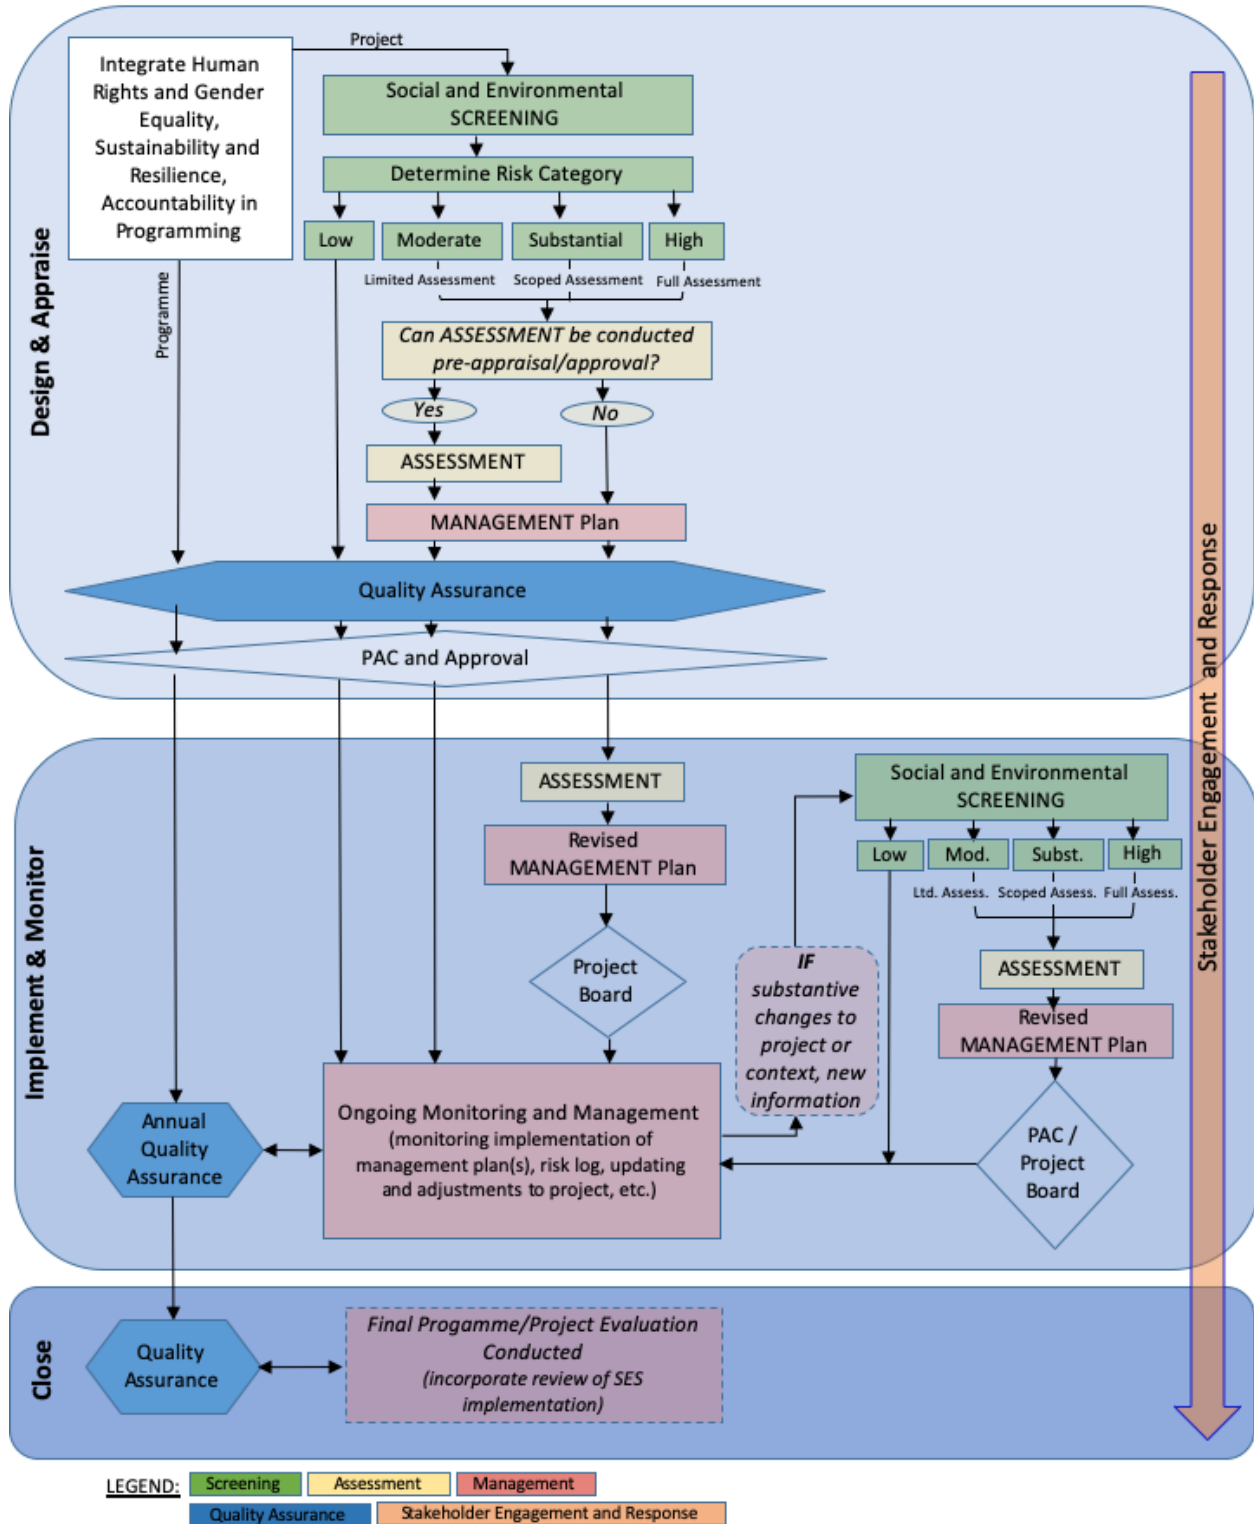 Project
Integrate Human
Rights and Gender
Equality,
Sustainability and
Resilience,
Accountability in
Programming
Social and Environmental
SCREENING
Determine Risk Category
Low
Moderate
Substantial
High
Limited Assessment
Scoped Assessment
Full Assessment
Programme
Can ASSESSMENT be conducted
pre-appraisal/approval?
Yes
No
ASSESSMENT
MANAGEMENT Plan
Quality Assurance
PAC and Approval
Design & Appraise
Stakeholder Engagement and Response
Implement & Monitor
ASSESSMENT
Revised
MANAGEMENT Plan
Project
Board
Social and Environmental
SCREENING
Low
Mod.
Subst.
High
Ltd. Assess.
Scoped Assess.
Full Assess.
ASSESSMENT
Revised
MANAGEMENT Plan
PAC /
Project
Board
IF
substantive
changes to
project or
context, new
information
Ongoing Monitoring and Management
(monitoring implementation of
management plan(s), risk log, updating
and adjustments to project, etc.)
Annual
Quality
Assurance
Close
Quality
Assurance
Final Progamme/Project Evaluation
Conducted
(incorporate review of SES
implementation)
LEGEND:
Screening
Assessment
Management
Quality Assurance
Stakeholder Engagement and Response